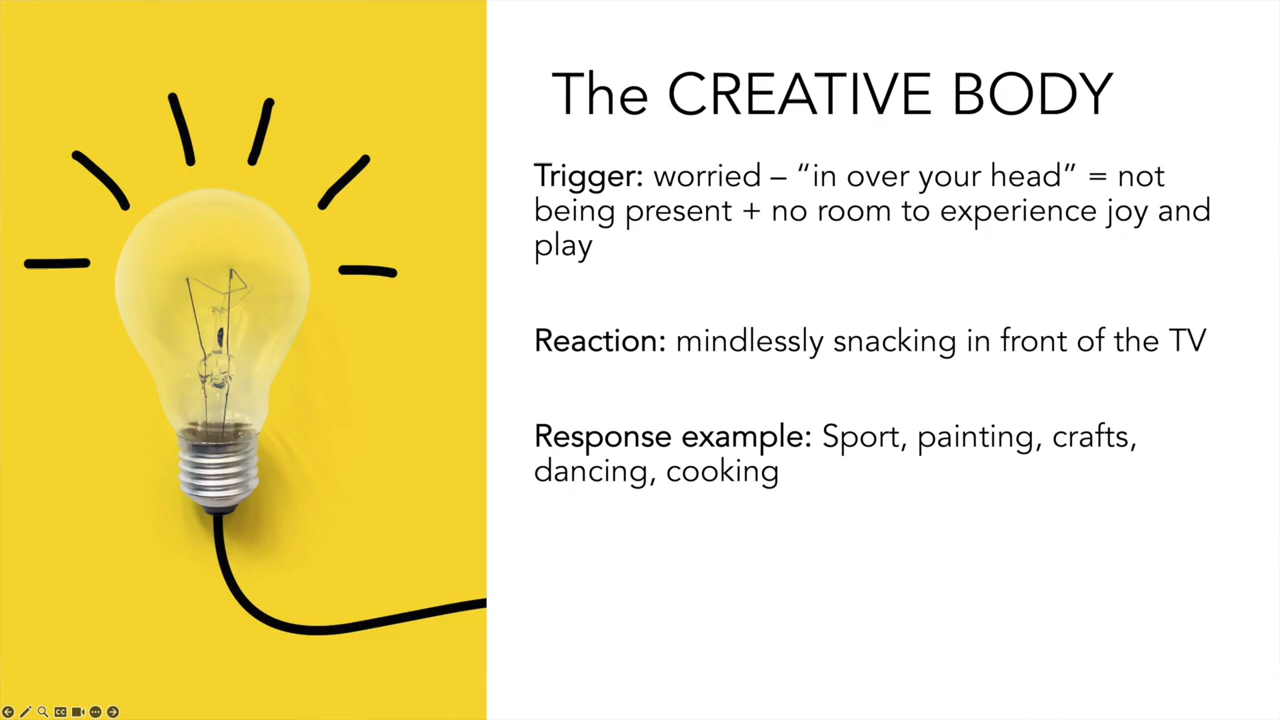 The CREATIVE BODY
Trigger: worried – “in over your head” = not
being present + no room to experience joy and
play
Reaction: mindlessly snacking in front of the TV
Response example: Sport, painting, crafts,
dancing, cooking
CC